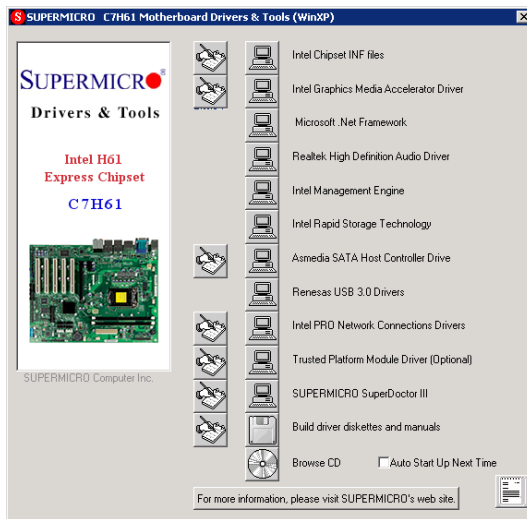 SUPERMICRO C7H61 Motherboard Drivers & Tools (WinXP)
SUPERMICRO
Drivers & Tools
Intel H61
Express Chipset
C7H61
SUPERMICRO Computer Inc.
Intel Chipset INF files
Intel Graphics Media Accelerator Driver
Microsoft .Net Framework
Realtek High Definition Audio Driver
Intel Management Engine
Intel Rapid Storage Technology
Asmedia SATA Host Controller Drive
Renesas USB 3.0 Drivers
Intel PRO Network Connections Drivers
Trusted Platform Module Driver (Optional)
SUPERMICRO SuperDoctor III
Build driver diskettes and manuals
Browse CD
Auto Start Up Next Time
For more information, please visit SUPERMICRO's web site.